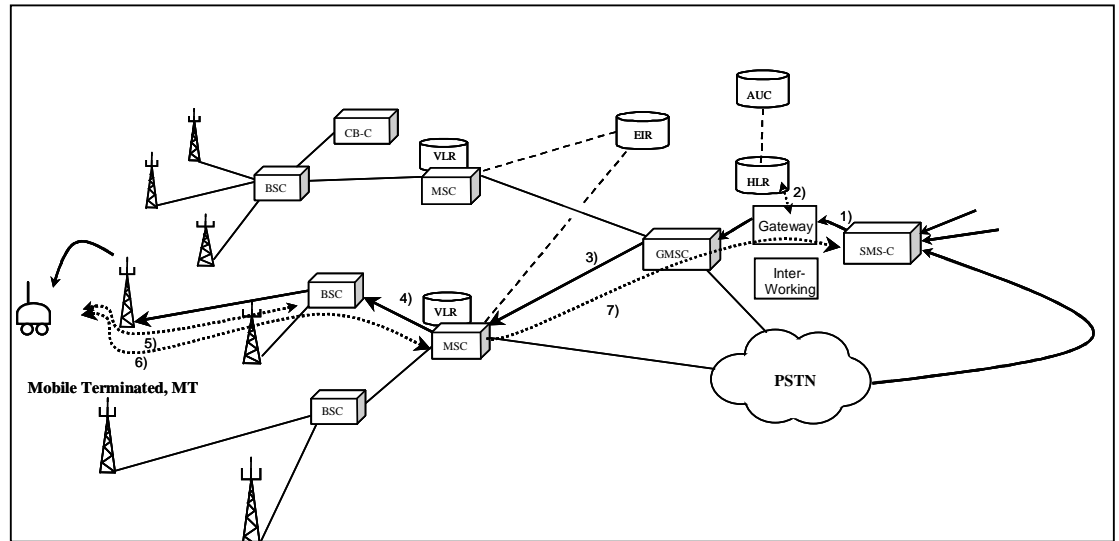 AUC
CB-C
EIR
VLR
BSC
MSC
HLR
2)
1)
Gateway
GMSC
SMS-C
3)
Inter-
Working
BSC
4)
VLR
7)
MSC
5)
6)
Mobile Terminated, MT
PSTN
BSC